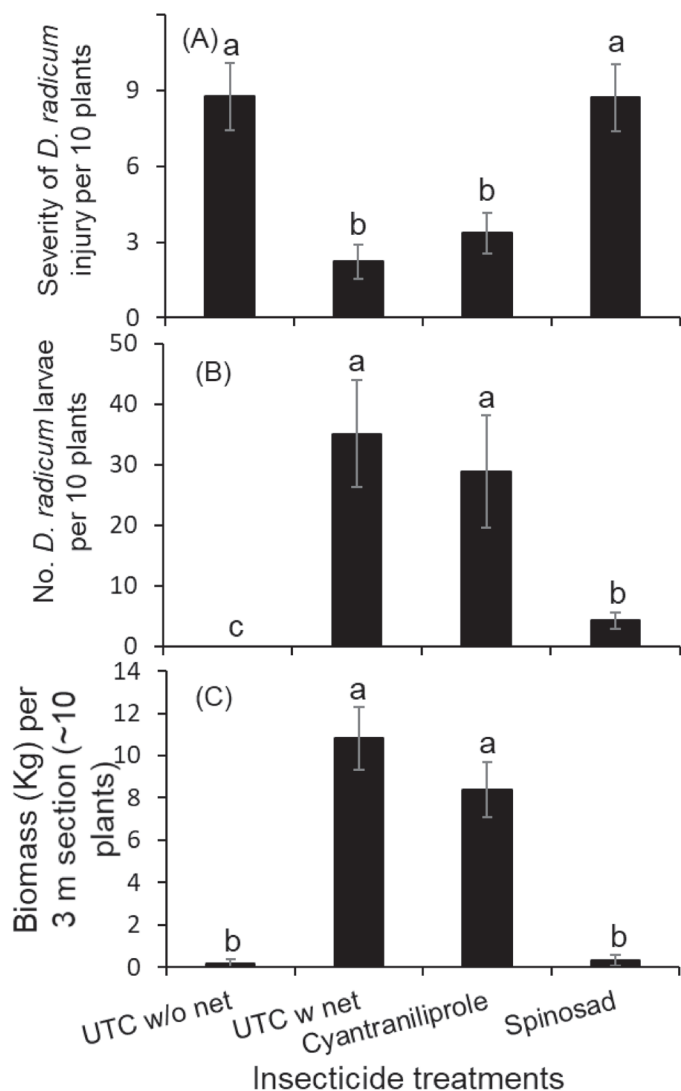 (A)
Severity of D. radicum
injury per 10 plants
9
6
3
0
a
b
b
a
(B)
No. D. radicum larvae
per 10 plants
50
40
30
20
10
0
c
a
a
b
(C)
Biomass (Kg) per
3 m section (~10
plants)
14
12
10
8
6
4
2
0
b
a
a
b
UTC w/o net
UTC w net
Cyantraniliprole
Spinosad
Insecticide treatments